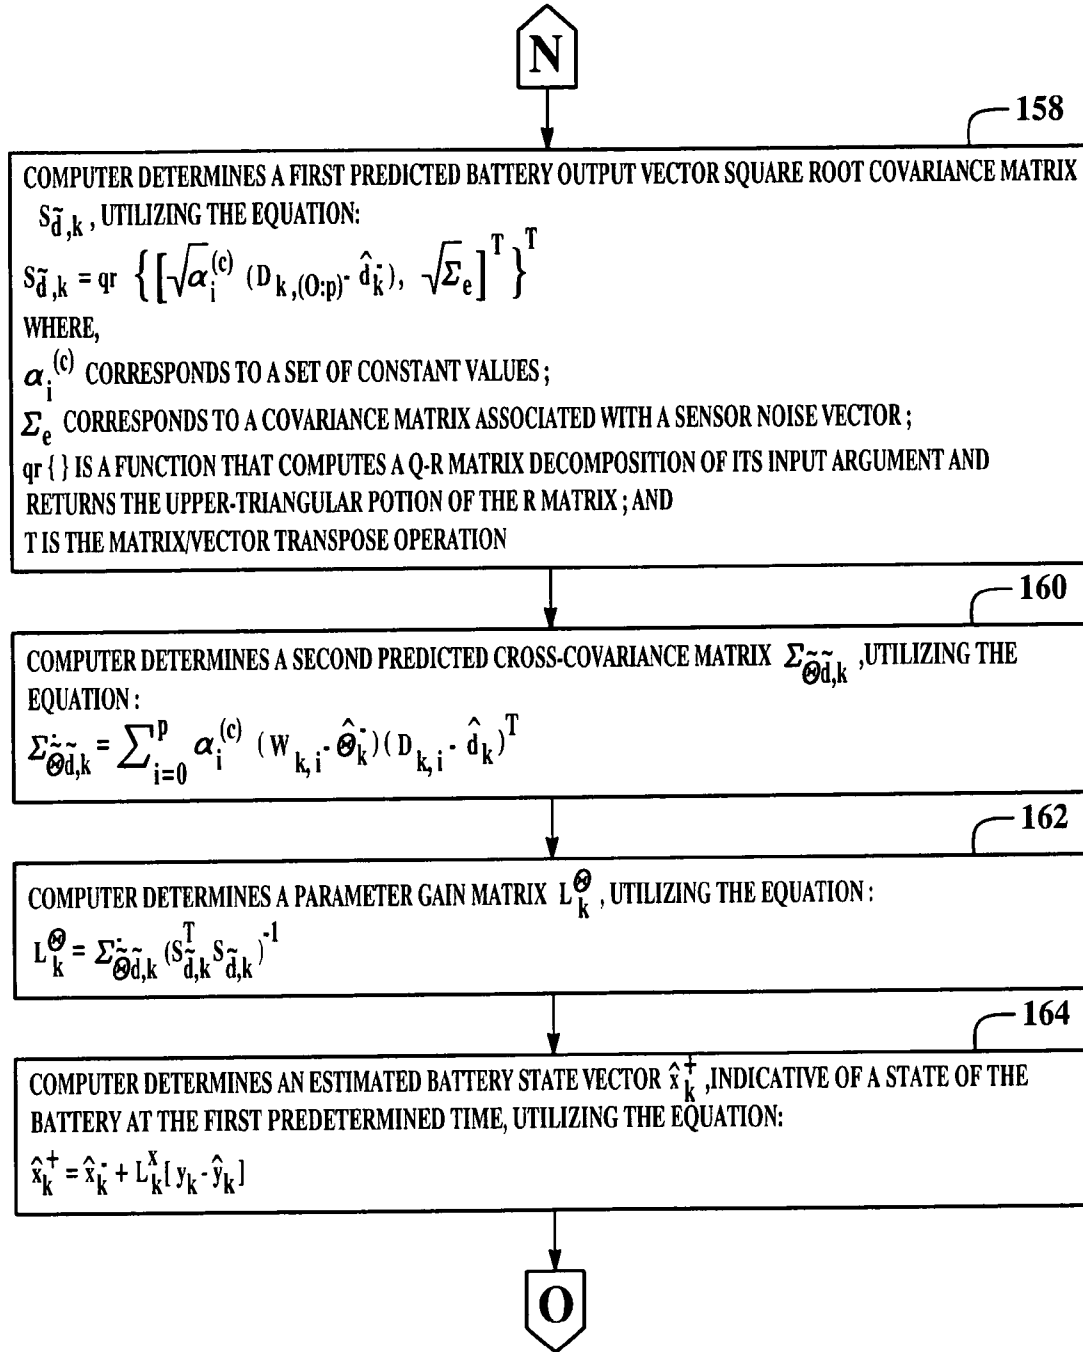 N
158
COMPUTER DETERMINES A FIRST PREDICTED BATTERY OUTPUT VECTOR SQUARE ROOT COVARIANCE MATRIX
S_{d̃,k} , UTILIZING THE EQUATION:
S_{d̃,k} = qr { [ √α_i^{(c)} (D_{k,(O:p)} - d̂_k^-), √Σ_e ]^T }^T
WHERE,
α_i^{(c)} CORRESPONDS TO A SET OF CONSTANT VALUES ;
Σ_e CORRESPONDS TO A COVARIANCE MATRIX ASSOCIATED WITH A SENSOR NOISE VECTOR ;
qr { } IS A FUNCTION THAT COMPUTES A Q-R MATRIX DECOMPOSITION OF ITS INPUT ARGUMENT AND
RETURNS THE UPPER-TRIANGULAR POTION OF THE R MATRIX ; AND
T IS THE MATRIX/VECTOR TRANSPOSE OPERATION
160
COMPUTER DETERMINES A SECOND PREDICTED CROSS-COVARIANCE MATRIX Σ_{Θ̃d̃,k} ,UTILIZING THE
EQUATION :
Σ^-_{Θ̃d̃,k} = ∑_{i=0}^p α_i^{(c)} (W_{k,i} - Θ̂_k^-)(D_{k,i} - d̂_k)^T
162
COMPUTER DETERMINES A PARAMETER GAIN MATRIX L_k^Θ , UTILIZING THE EQUATION :
L_k^Θ = Σ^-_{Θ̃d̃,k} (S^T_{d̃,k} S_{d̃,k})^{-1}
164
COMPUTER DETERMINES AN ESTIMATED BATTERY STATE VECTOR x̂_k^+ ,INDICATIVE OF A STATE OF THE
BATTERY AT THE FIRST PREDETERMINED TIME, UTILIZING THE EQUATION:
x̂_k^+ = x̂_k^- + L_k^x [ y_k - ŷ_k ]
O